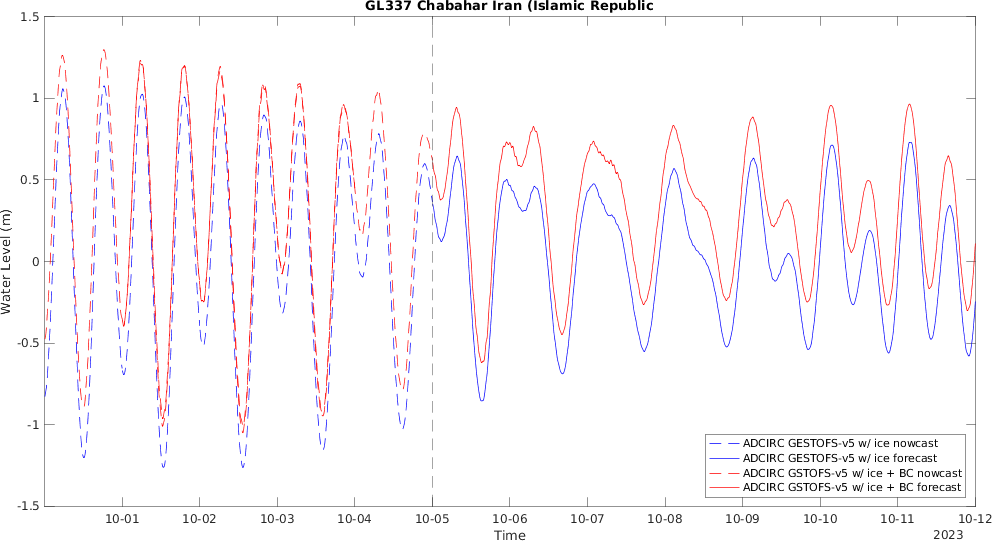 GL337 Chabahar Iran (Islamic Republic
1.5
1
0.5
0
-0.5
-1
-1.5
Water Level (m)
10-01 10-02 10-03 10-04 10-05 10-06 10-07 10-08 10-09 10-10 10-11 10-12
Time
2023
ADCIRC GESTOFS-v5 w/ ice nowcast
ADCIRC GESTOFS-v5 w/ ice forecast
ADCIRC GSTOFS-v5 w/ ice + BC nowcast
ADCIRC GSTOFS-v5 w/ ice + BC forecast